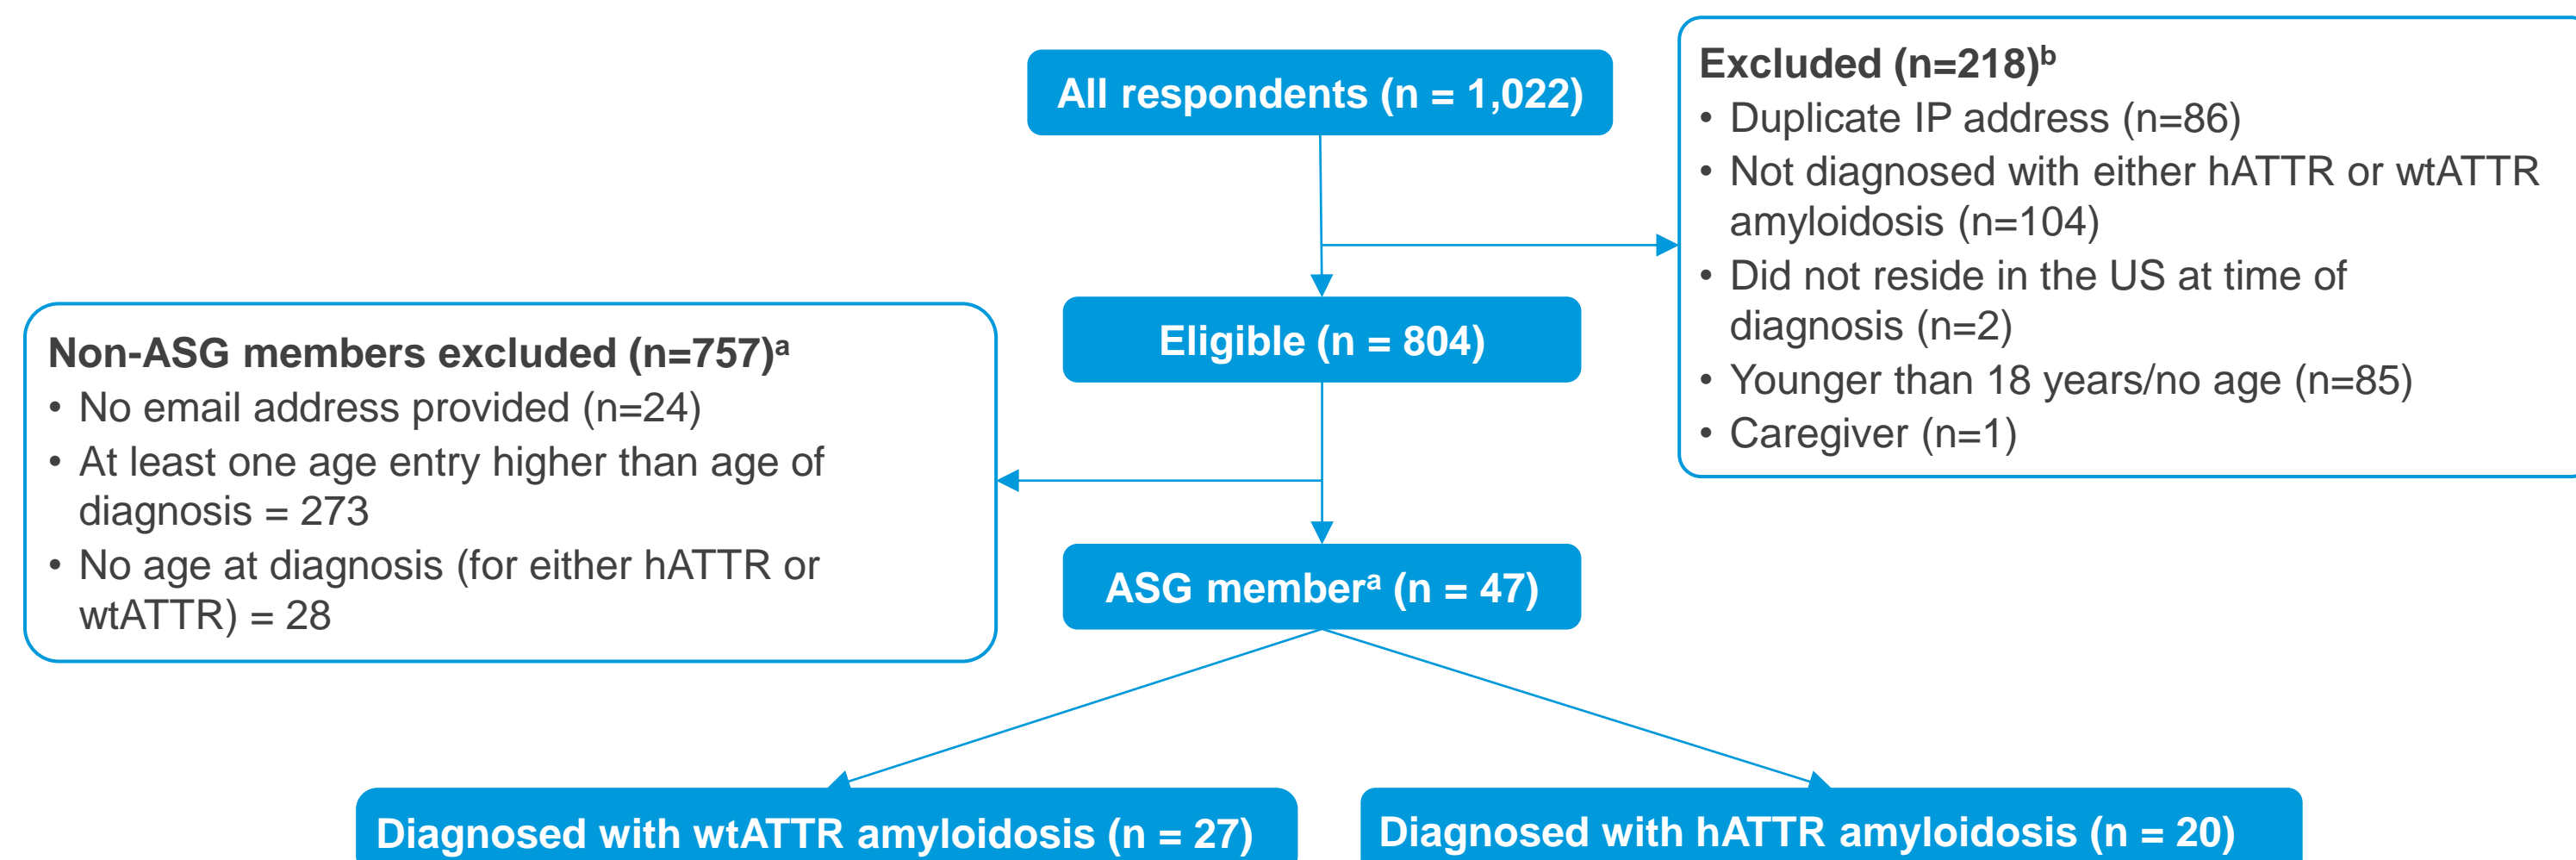 All respondents (n = 1,022)
Excluded (n=218)ᵇ
• Duplicate IP address (n=86)
• Not diagnosed with either hATTR or wtATTR
amyloidosis (n=104)
• Did not reside in the US at time of
diagnosis (n=2)
• Younger than 18 years/no age (n=85)
• Caregiver (n=1)
Eligible (n = 804)
Non-ASG members excluded (n=757)ᵃ
• No email address provided (n=24)
• At least one age entry higher than age of
diagnosis = 273
• No age at diagnosis (for either hATTR or
wtATTR) = 28
ASG memberᵃ (n = 47)
Diagnosed with wtATTR amyloidosis (n = 27)
Diagnosed with hATTR amyloidosis (n = 20)